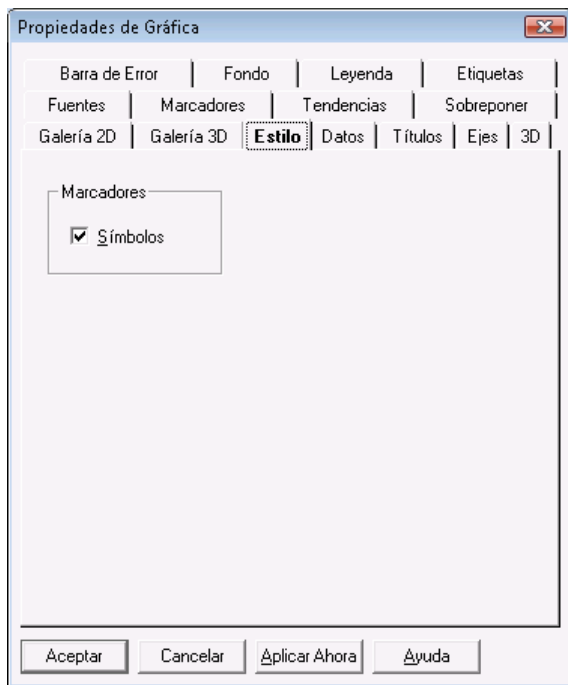 Propiedades de Gráfica
Barra de Error Fondo Leyenda Etiquetas
Fuentes Marcadores Tendencias Sobreponer
Galería 2D Galería 3D Estilo Datos Títulos Ejes 3D
Marcadores
Símbolos
Aceptar Cancelar Aplicar Ahora Ayuda